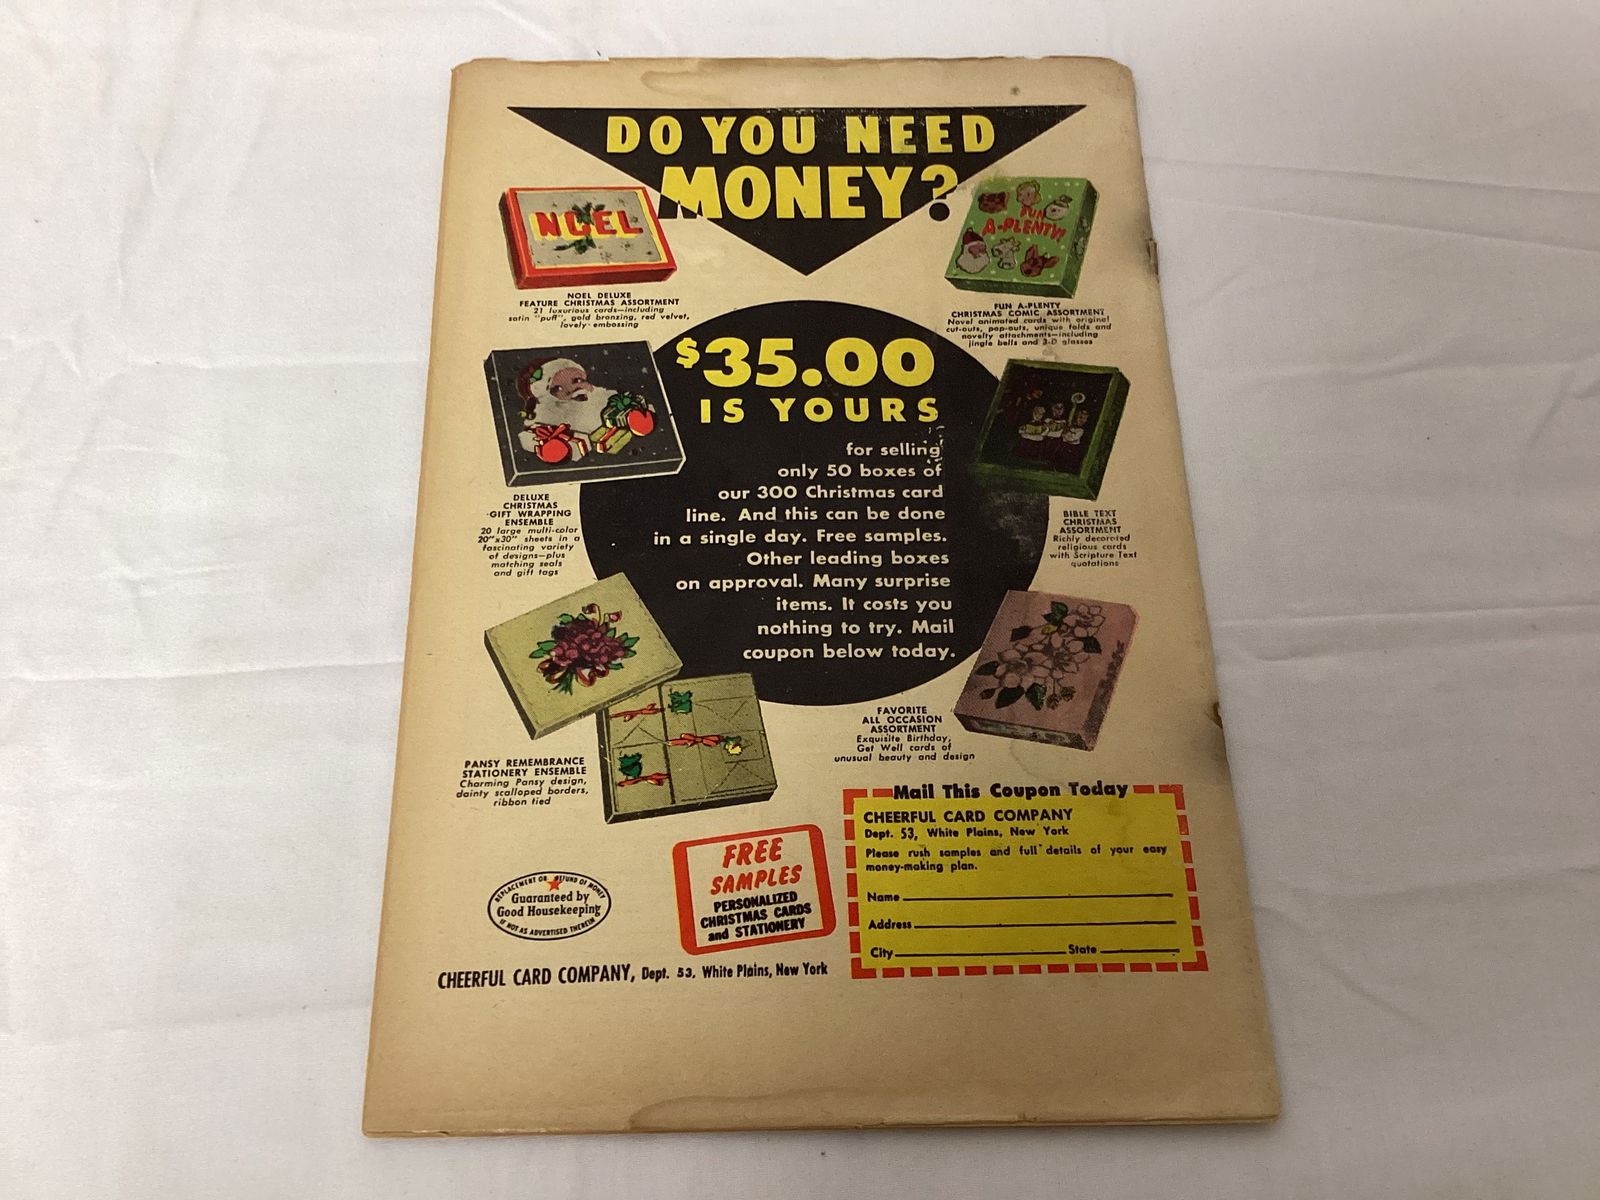 DO YOU NEED
MONEY?
NOEL
NOEL DELUXE
FEATURE CHRISTMAS ASSORTMENT
21 luxurious cards—including
satin "puff", gold bronzing, red velvet,
lovely embossing
FUN
A-PLENTY!
FUN A-PLENTY
CHRISTMAS COMIC ASSORTMENT
Novel animated cards with original
cut-outs, pop-outs, unique folds and
novelty attachments—including
jingle bells and 3-D glasses
$35.00
IS YOURS
for selling
only 50 boxes of
our 300 Christmas card
line. And this can be done
in a single day. Free samples.
Other leading boxes
on approval. Many surprise
items. It costs you
nothing to try. Mail
coupon below today.
DELUXE
CHRISTMAS
GIFT WRAPPING
ENSEMBLE
20 large multi-color
20"x30" sheets in a
fascinating variety
of designs—plus
matching seals
and gift tags
BIBLE TEXT
CHRISTMAS
ASSORTMENT
Richly decorated
religious cards
with Scripture Text
quotations
PANSY REMEMBRANCE
STATIONERY ENSEMBLE
Charming Pansy design,
dainty scalloped borders,
ribbon tied
FAVORITE
ALL OCCASION
ASSORTMENT
Exquisite Birthday,
Get Well cards of
unusual beauty and design
REPLACEMENT OR REFUND OF MONEY
Guaranteed by
Good Housekeeping
IF NOT AS ADVERTISED THEREIN
FREE
SAMPLES
PERSONALIZED
CHRISTMAS CARDS
and STATIONERY
CHEERFUL CARD COMPANY, Dept. 53, White Plains, New York
Mail This Coupon Today
CHEERFUL CARD COMPANY
Dept. 53, White Plains, New York
Please rush samples and full details of your easy
money-making plan.
Name
Address
City State